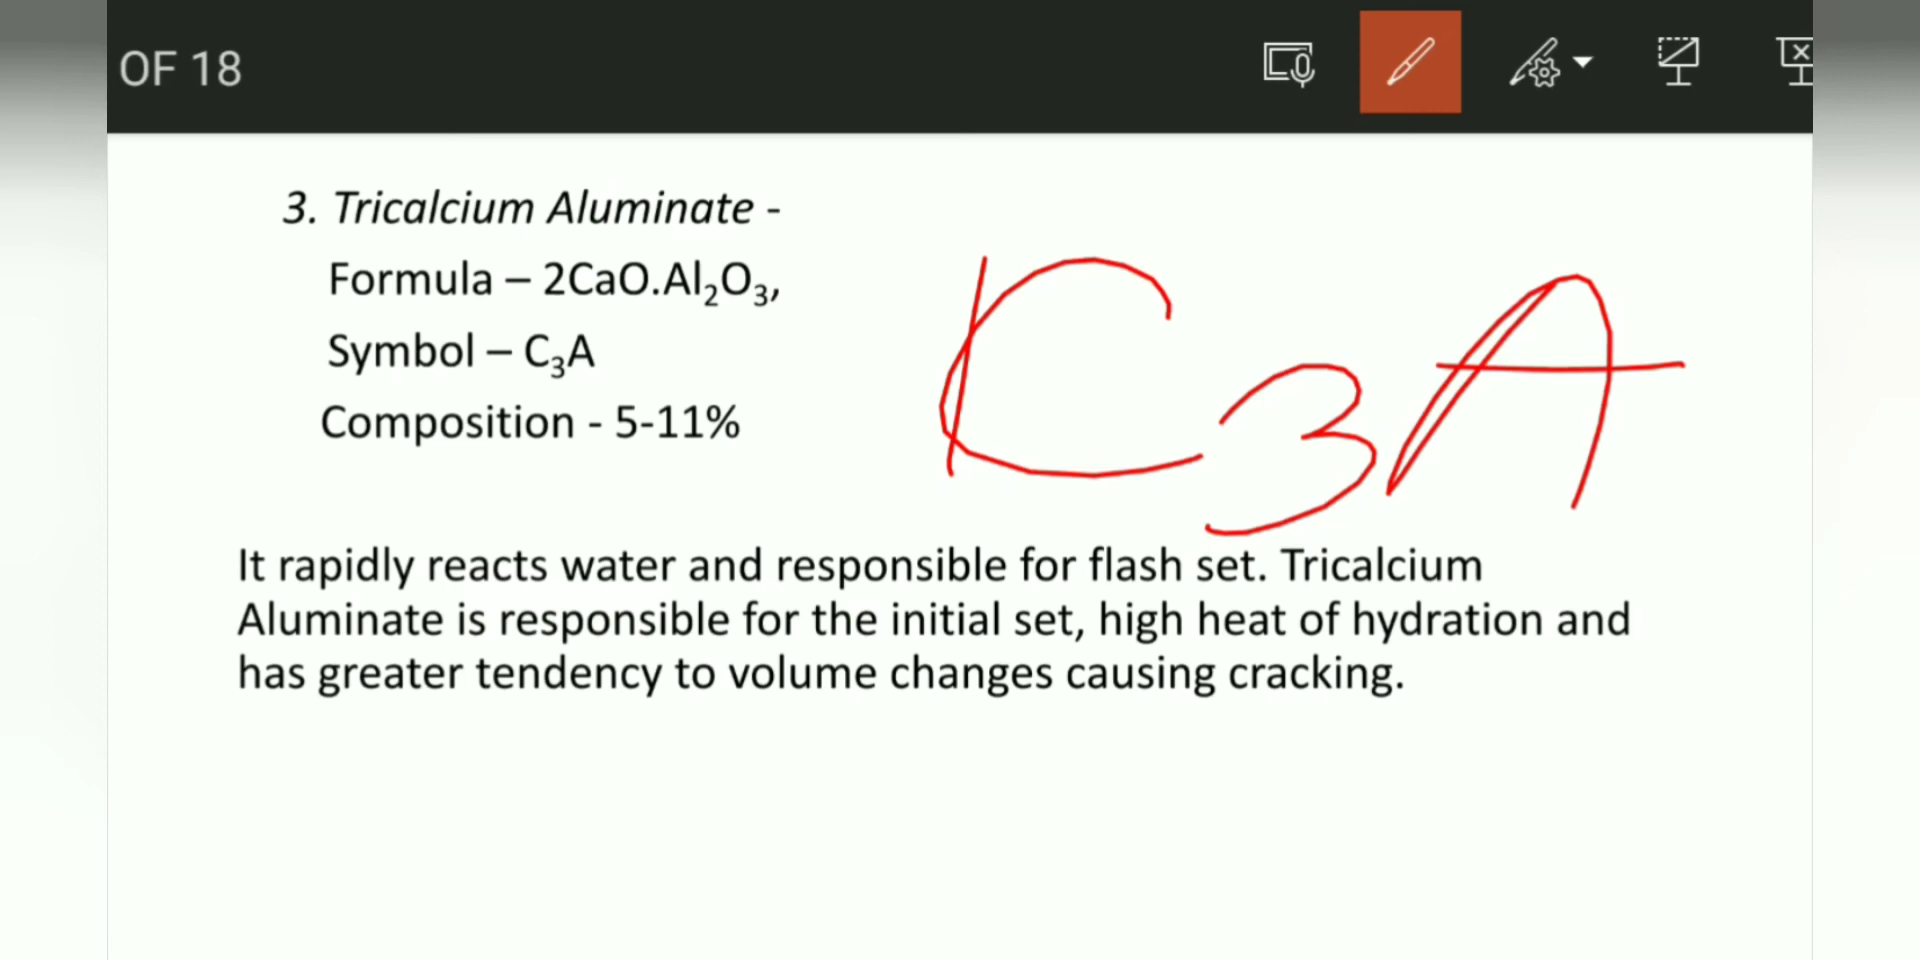 OF 18
3. Tricalcium Aluminate -
Formula – 2CaO.Al₂O₃,
Symbol – C₃A
Composition - 5-11%
C3A
It rapidly reacts water and responsible for flash set. Tricalcium
Aluminate is responsible for the initial set, high heat of hydration and
has greater tendency to volume changes causing cracking.